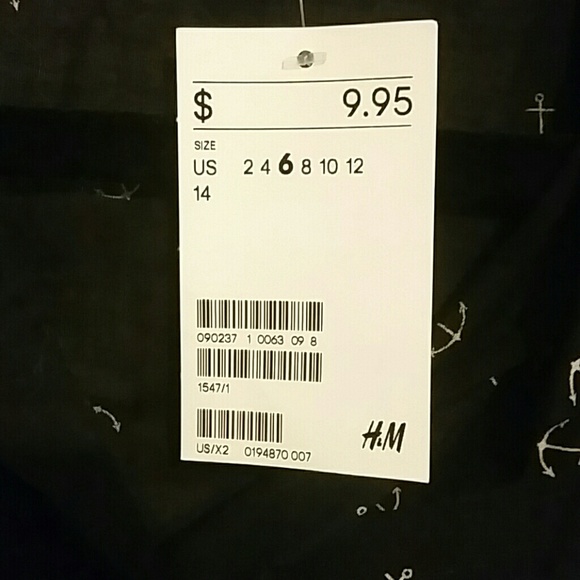 $ 9.95
SIZE
US 2 4 6 8 10 12
14
090237 1 0063 09 8
1547/1
US/X2 0194870 007
H&M